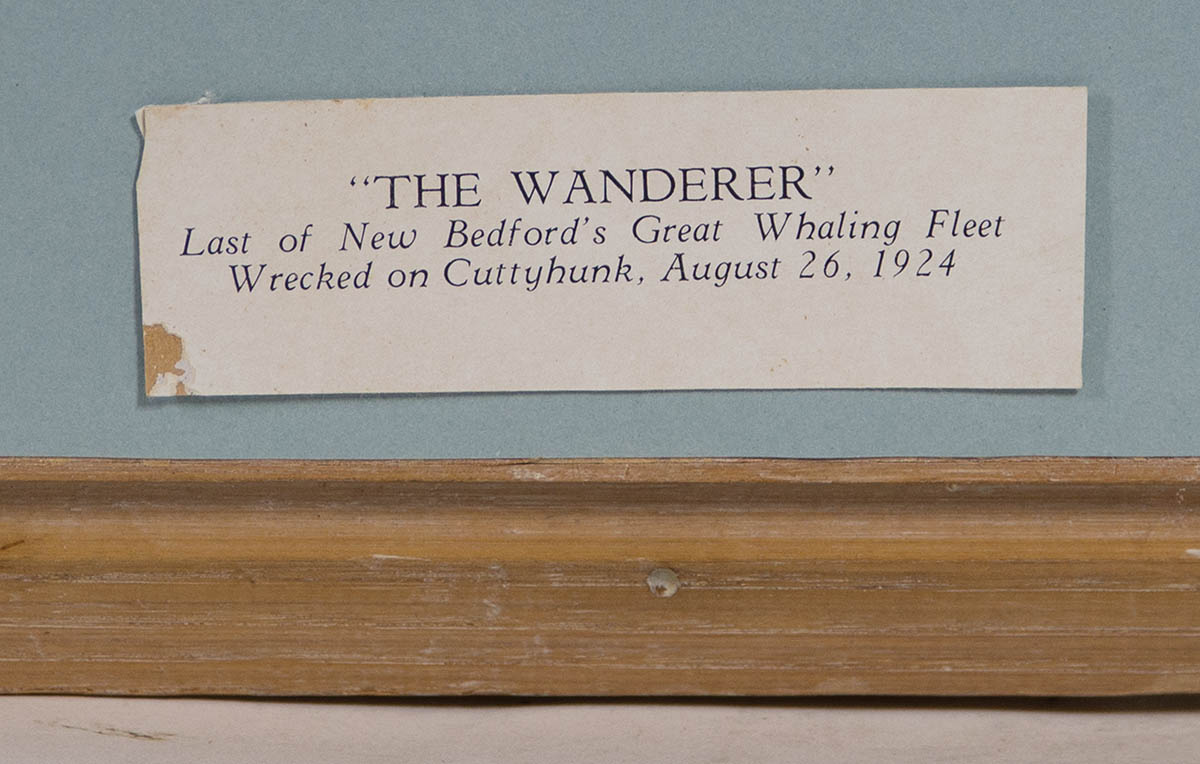 “THE WANDERER”
Last of New Bedford’s Great Whaling Fleet
Wrecked on Cuttyhunk, August 26, 1924